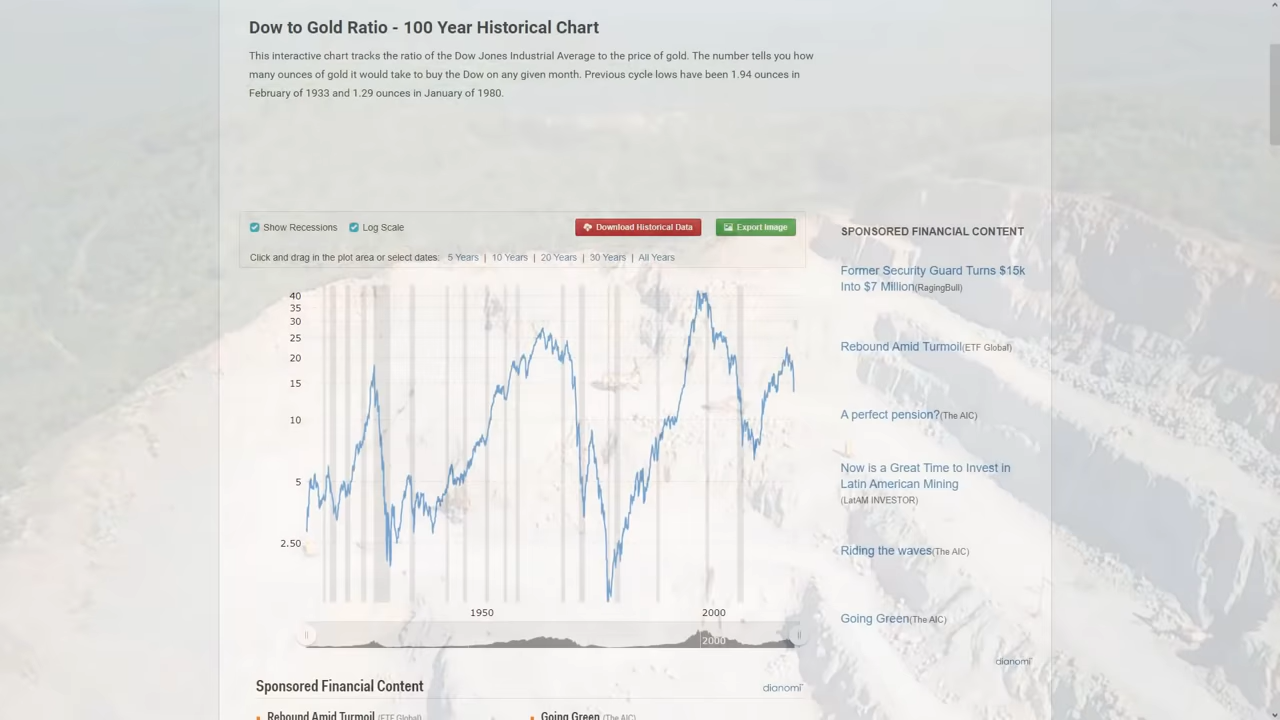 Dow to Gold Ratio - 100 Year Historical Chart
This interactive chart tracks the ratio of the Dow Jones Industrial Average to the price of gold. The number tells you how
many ounces of gold it would take to buy the Dow on any given month. Previous cycle lows have been 1.94 ounces in
February of 1933 and 1.29 ounces in January of 1980.
Show Recessions Log Scale Download Historical Data Export Image
Click and drag in the plot area or select dates: 5 Years | 10 Years | 20 Years | 30 Years | All Years
40
35
30
25
20
15
10
5
2.50
1950 2000
2000
SPONSORED FINANCIAL CONTENT
Former Security Guard Turns $15k
Into $7 Million(RagingBull)
Rebound Amid Turmoil(ETF Global)
A perfect pension?(The AIC)
Now is a Great Time to Invest in
Latin American Mining
(LatAM INVESTOR)
Riding the waves(The AIC)
Going Green(The AIC)
dianomi
Sponsored Financial Content dianomi
Rebound Amid Turmoil (ETF Global) Going Green (The AIC)